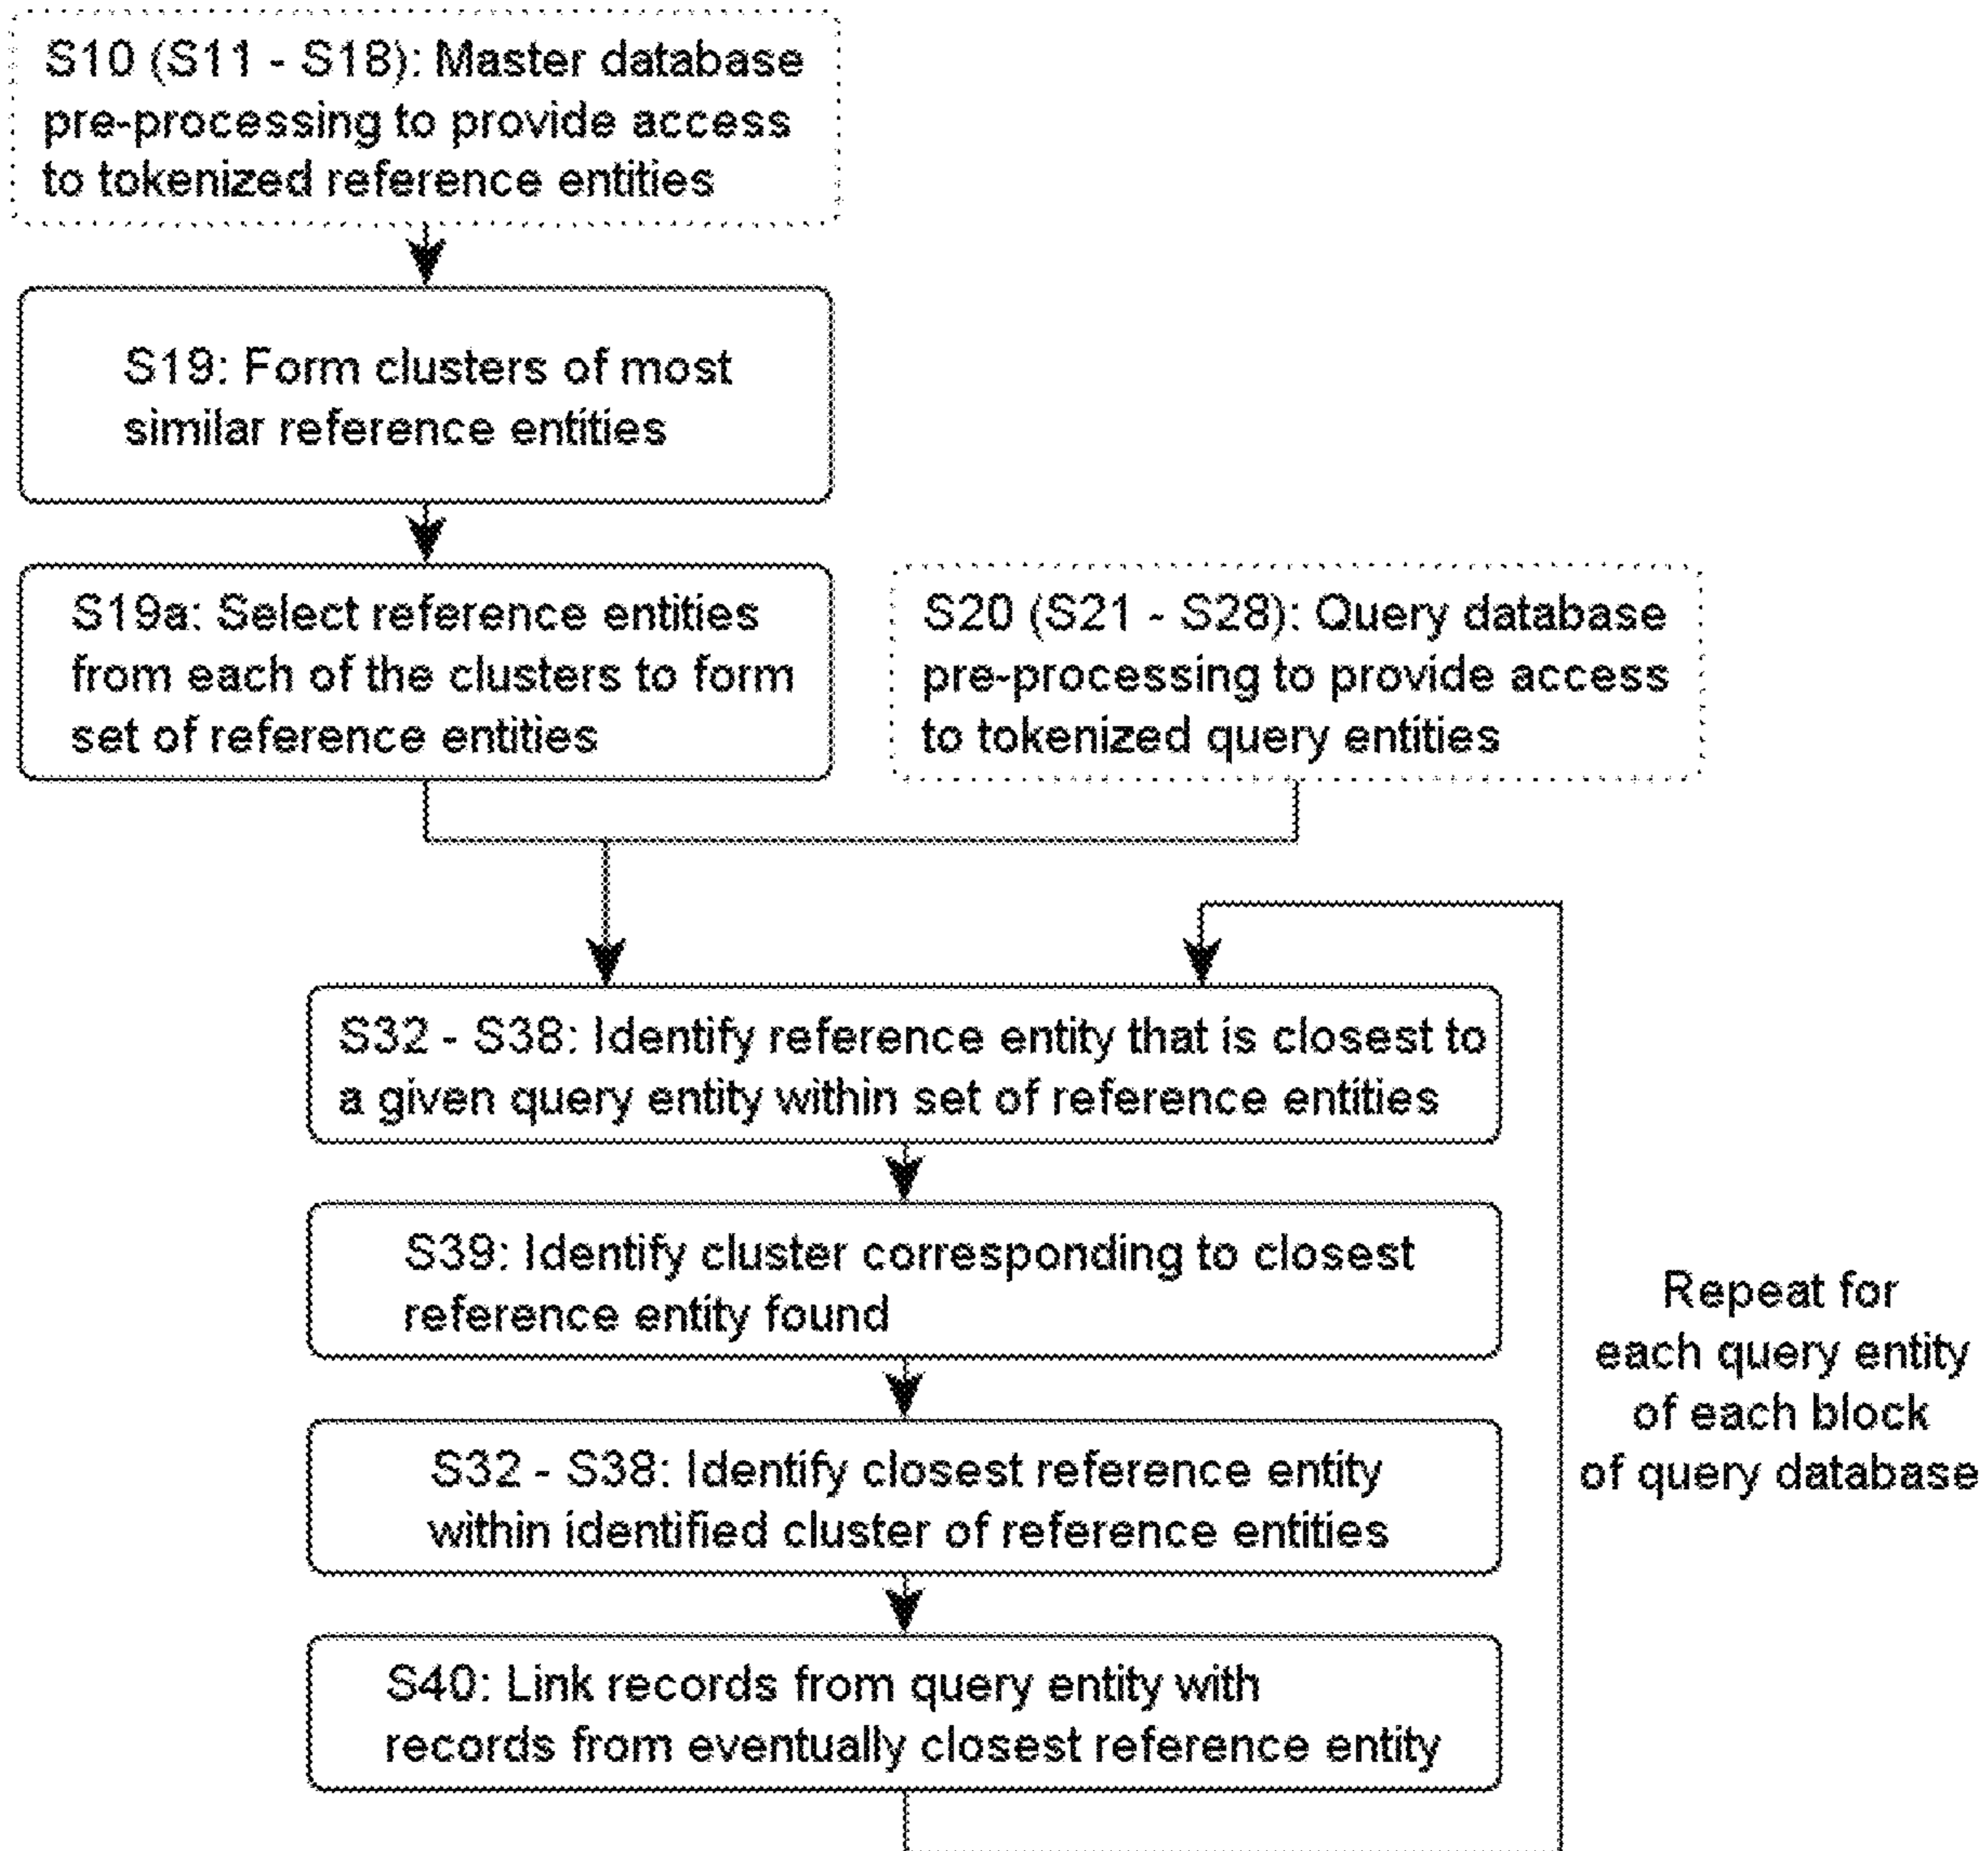 S10 (S11 - S18): Master database
pre-processing to provide access
to tokenized reference entities
S19: Form clusters of most
similar reference entities
S19a: Select reference entities
from each of the clusters to form
set of reference entities
S20 (S21 - S28): Query database
pre-processing to provide access
to tokenized query entities
S32 - S38: Identify reference entity that is closest to
a given query entity within set of reference entities
S39: Identify cluster corresponding to closest
reference entity found
S32 - S38: Identify closest reference entity
within identified cluster of reference entities
S40: Link records from query entity with
records from eventually closest reference entity
Repeat for
each query entity
of each block
of query database